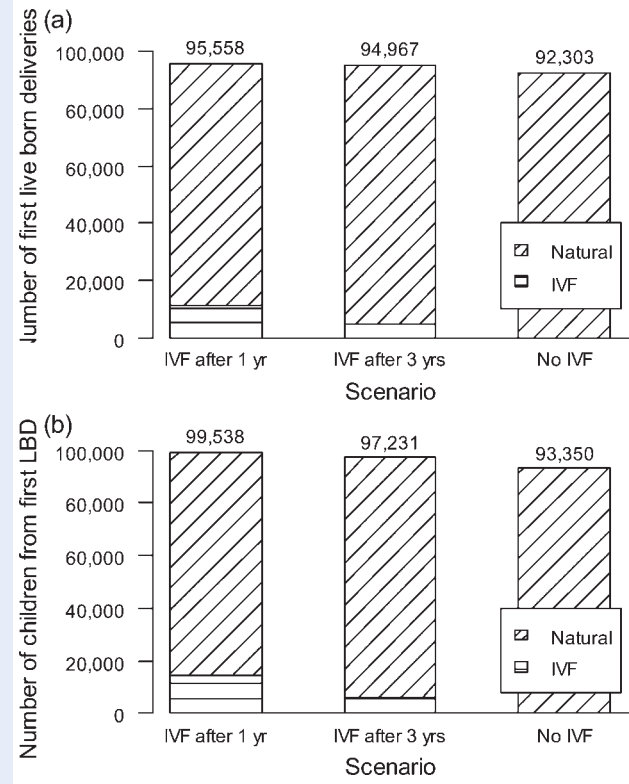 (a)
Jumber of first live born deliveries
95,558
94,967
92,303
100,000
80,000
60,000
40,000
20,000
0
Natural
IVF
IVF after 1 yr
IVF after 3 yrs
No IVF
Scenario
(b)
Number of children from first LBD
99,538
97,231
93,350
100,000
80,000
60,000
40,000
20,000
0
Natural
IVF
IVF after 1 yr
IVF after 3 yrs
No IVF
Scenario